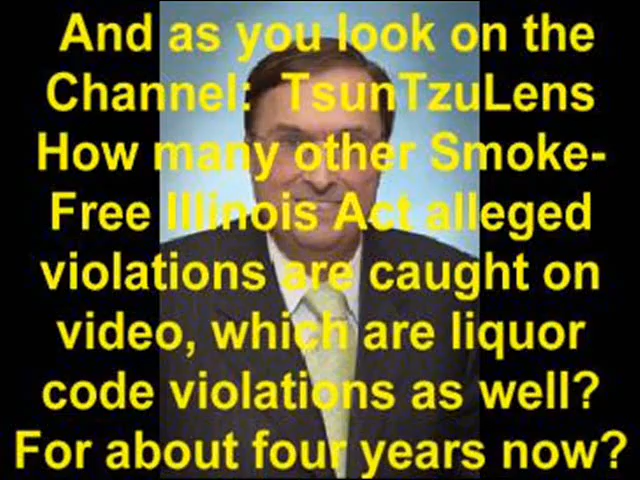 And as you look on the
Channel: TsunTzuLens
How many other Smoke-
Free Illinois Act alleged
violations are caught on
video, which are liquor
code violations as well?
For about four years now?